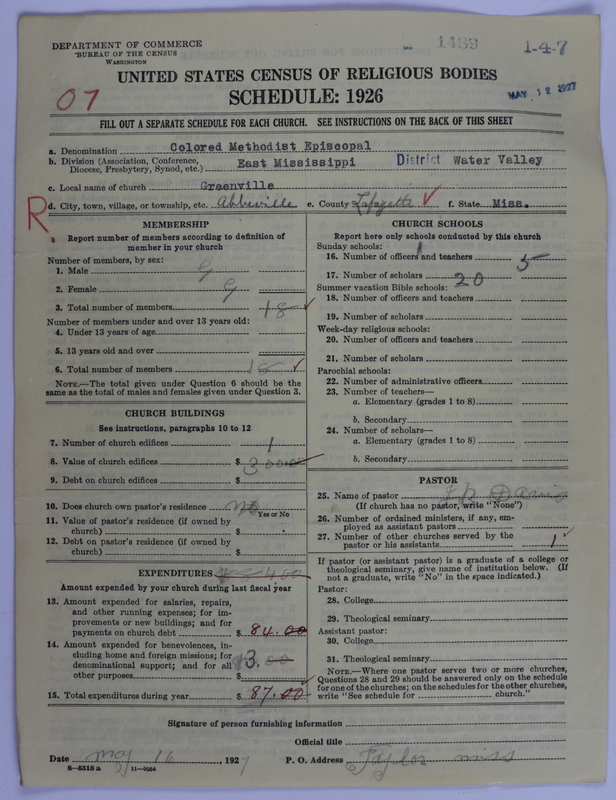 DEPARTMENT OF COMMERCE
BUREAU OF THE CENSUS
WASHINGTON
1489
1-4-7
UNITED STATES CENSUS OF RELIGIOUS BODIES
SCHEDULE: 1926
07
MAY 12 1927
FILL OUT A SEPARATE SCHEDULE FOR EACH CHURCH. SEE INSTRUCTIONS ON THE BACK OF THIS SHEET
a. Denomination Colored Methodist Episcopal
b. Division (Association, Conference, Diocese, Presbytery, Synod, etc.) East Mississippi District Water Valley
c. Local name of church Greenville
R. d. City, town, village, or township, etc. Abbeville e. County Lafayette f. State Miss.
MEMBERSHIP
Report number of members according to definition of
member in your church
Number of members, by sex:
1. Male 9
2. Female 9
3. Total number of members 18
Number of members under and over 13 years old:
4. Under 13 years of age
5. 13 years old and over
6. Total number of members 18
NOTE.—The total given under Question 6 should be the
same as the total of males and females given under Question 3.
CHURCH BUILDINGS
See instructions, paragraphs 10 to 12
7. Number of church edifices 1
8. Value of church edifices $ 300.00
9. Debt on church edifices $
10. Does church own pastor's residence No
Yes or No
11. Value of pastor's residence (if owned by
church) $
12. Debt on pastor's residence (if owned by
church) $
EXPENDITURES
Amount expended by your church during last fiscal year
13. Amount expended for salaries, repairs,
and other running expenses; for im-
provements or new buildings; and for
payments on church debt $ 84.00
14. Amount expended for benevolences, in-
cluding home and foreign missions; for
denominational support; and for all
other purposes $ 3.00
15. Total expenditures during year $ 87.00
CHURCH SCHOOLS
Report here only schools conducted by this church
Sunday schools:
16. Number of officers and teachers 5
17. Number of scholars 20
Summer vacation Bible schools:
18. Number of officers and teachers
19. Number of scholars
Week-day religious schools:
20. Number of officers and teachers
21. Number of scholars
Parochial schools:
22. Number of administrative officers
23. Number of teachers—
a. Elementary (grades 1 to 8)
b. Secondary
24. Number of scholars—
a. Elementary (grades 1 to 8)
b. Secondary
PASTOR
25. Name of pastor
(If church has no pastor, write "None")
26. Number of ordained ministers, if any, em-
ployed as assistant pastors
27. Number of other churches served by the
pastor or his assistants 1
If pastor (or assistant pastor) is a graduate of a college or
theological seminary, give name of institution below. (If
not a graduate, write "No" in the space indicated.)
Pastor:
28. College
29. Theological seminary
Assistant pastor:
30. College
31. Theological seminary
NOTE.—Where one pastor serves two or more churches,
Questions 28 and 29 should be answered only on the schedule
for one of the churches; on the schedules for the other churches,
write "See schedule for church."
Signature of person furnishing information
Official title
Date May 16, 1927 P. O. Address Taylor miss
8—5518 a 11—9064